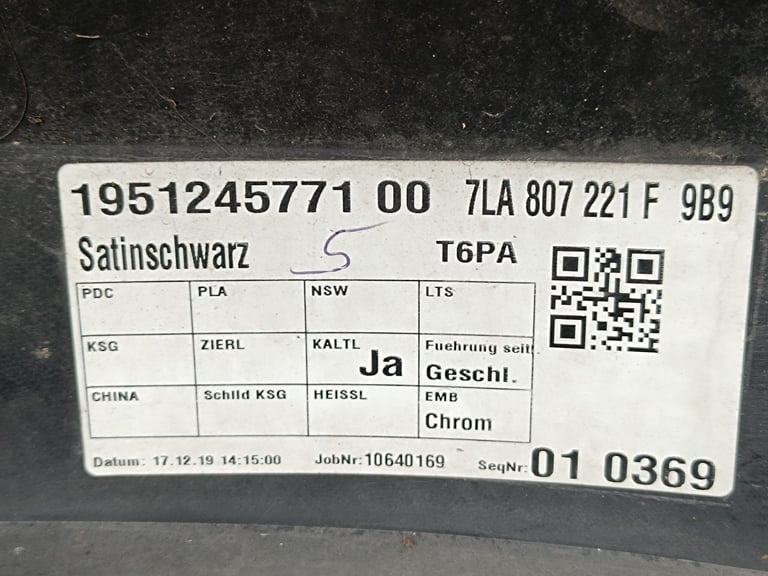 1951245771 00 7LA 807 221 F 9B9
Satinschwarz 5 T6PA
PDC PLA NSW LTS
KSG ZIERL KALTL Ja Fuehrung seitl. Geschl.
CHINA Schild KSG HEISSL EMB Chrom
Datum: 17.12.19 14:15:00 JobNr:10640169 SeqNr: 01 0369